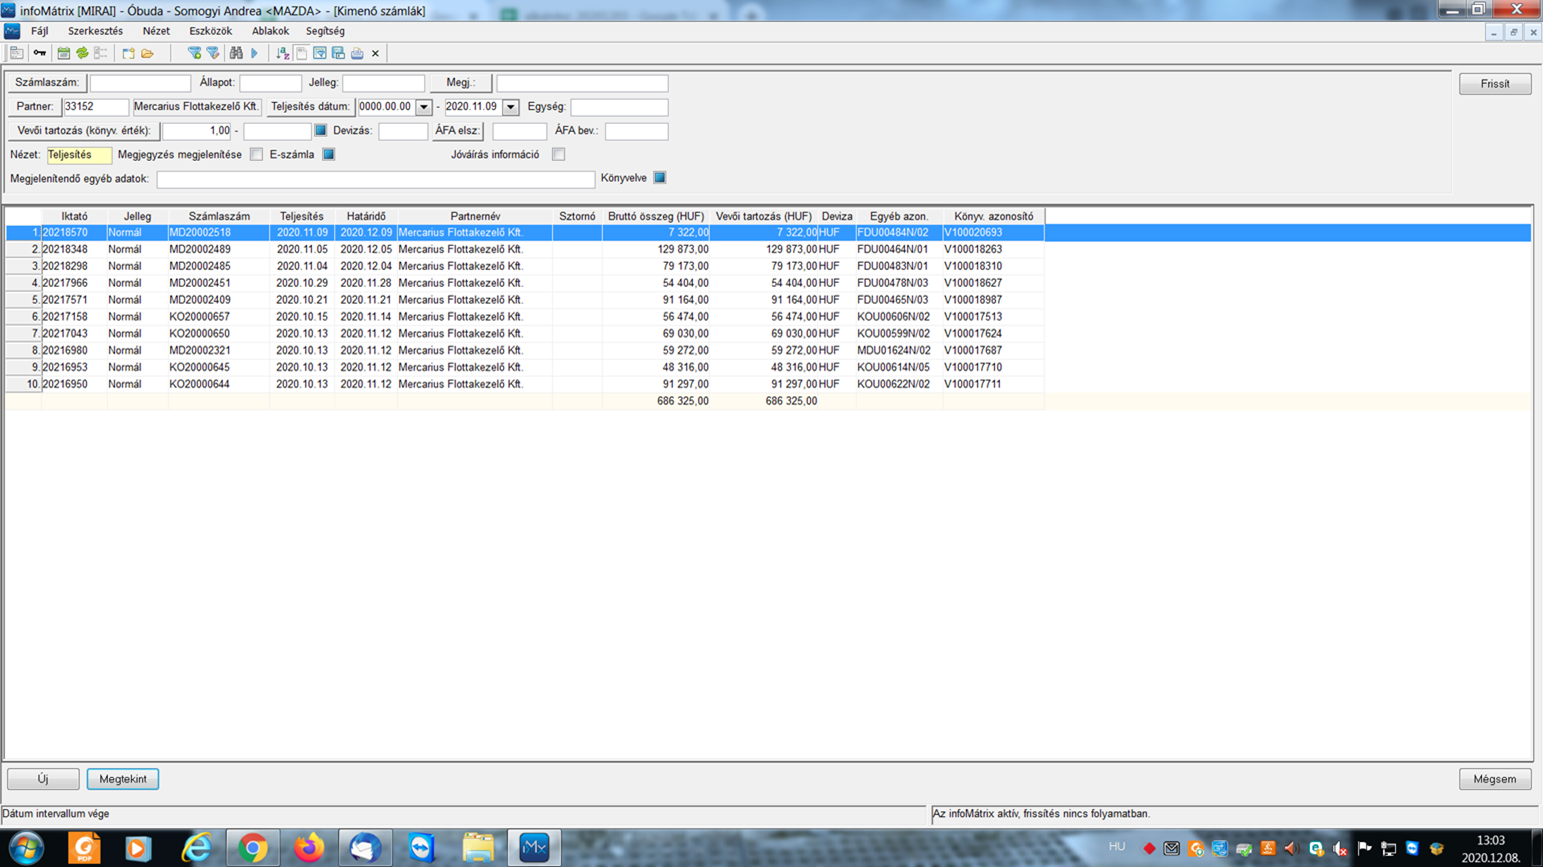 infoMátrix [MIRAI] - Óbuda - Somogyi Andrea <MAZDA> - [Kimenő számlák]
Fájl Szerkesztés Nézet Eszközök Ablakok Segítség
Számlaszám: Állapot: Jelleg: Megj.: Frissít
Partner: 33152 Mercarius Flottakezelő Kft. Teljesítés dátum: 0000.00.00 - 2020.11.09 Egység:
Vevői tartozás (könyv. érték): 1,00 - Devizás: ÁFA elsz: ÁFA bev.:
Nézet: Teljesítés Megjegyzés megjelenítése E-számla Jóváírás információ
Megjelenítendő egyéb adatok: Könyvelve
Iktató Jelleg Számlaszám Teljesítés Határidő Partnernév Sztornó Bruttó összeg (HUF) Vevői tartozás (HUF) Deviza Egyéb azon. Könyv. azonosító
1. 20218570 Normál MD20002518 2020.11.09 2020.12.09 Mercarius Flottakezelő Kft. 7 322,00 7 322,00 HUF FDU00484N/02 V100020693
2. 20218348 Normál MD20002489 2020.11.05 2020.12.05 Mercarius Flottakezelő Kft. 129 873,00 129 873,00 HUF FDU00464N/01 V100018263
3. 20218298 Normál MD20002485 2020.11.04 2020.12.04 Mercarius Flottakezelő Kft. 79 173,00 79 173,00 HUF FDU00483N/01 V100018310
4. 20217966 Normál MD20002451 2020.10.29 2020.11.28 Mercarius Flottakezelő Kft. 54 404,00 54 404,00 HUF FDU00478N/03 V100018627
5. 20217571 Normál MD20002409 2020.10.21 2020.11.21 Mercarius Flottakezelő Kft. 91 164,00 91 164,00 HUF FDU00465N/03 V100018987
6. 20217158 Normál KO20000657 2020.10.15 2020.11.14 Mercarius Flottakezelő Kft. 56 474,00 56 474,00 HUF KOU00606N/02 V100017513
7. 20217043 Normál KO20000650 2020.10.13 2020.11.12 Mercarius Flottakezelő Kft. 69 030,00 69 030,00 HUF KOU00599N/02 V100017624
8. 20216980 Normál MD20002321 2020.10.13 2020.11.12 Mercarius Flottakezelő Kft. 59 272,00 59 272,00 HUF MDU01624N/02 V100017687
9. 20216953 Normál KO20000645 2020.10.13 2020.11.12 Mercarius Flottakezelő Kft. 48 316,00 48 316,00 HUF KOU00614N/05 V100017710
10. 20216950 Normál KO20000644 2020.10.13 2020.11.12 Mercarius Flottakezelő Kft. 91 297,00 91 297,00 HUF KOU00622N/02 V100017711
686 325,00 686 325,00
Új Megtekint Mégsem
Dátum intervallum vége Az infoMátrix aktív, frissítés nincs folyamatban.
PDF HU 13:03
2020.12.08.